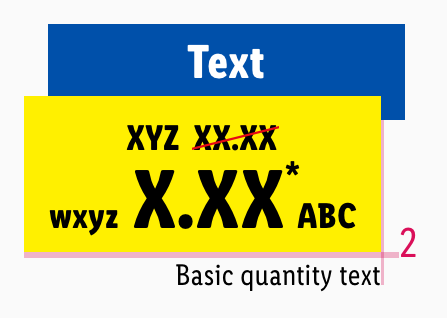 Text
XYZ XX.XX
wxyz X.XX* ABC
2
Basic quantity text